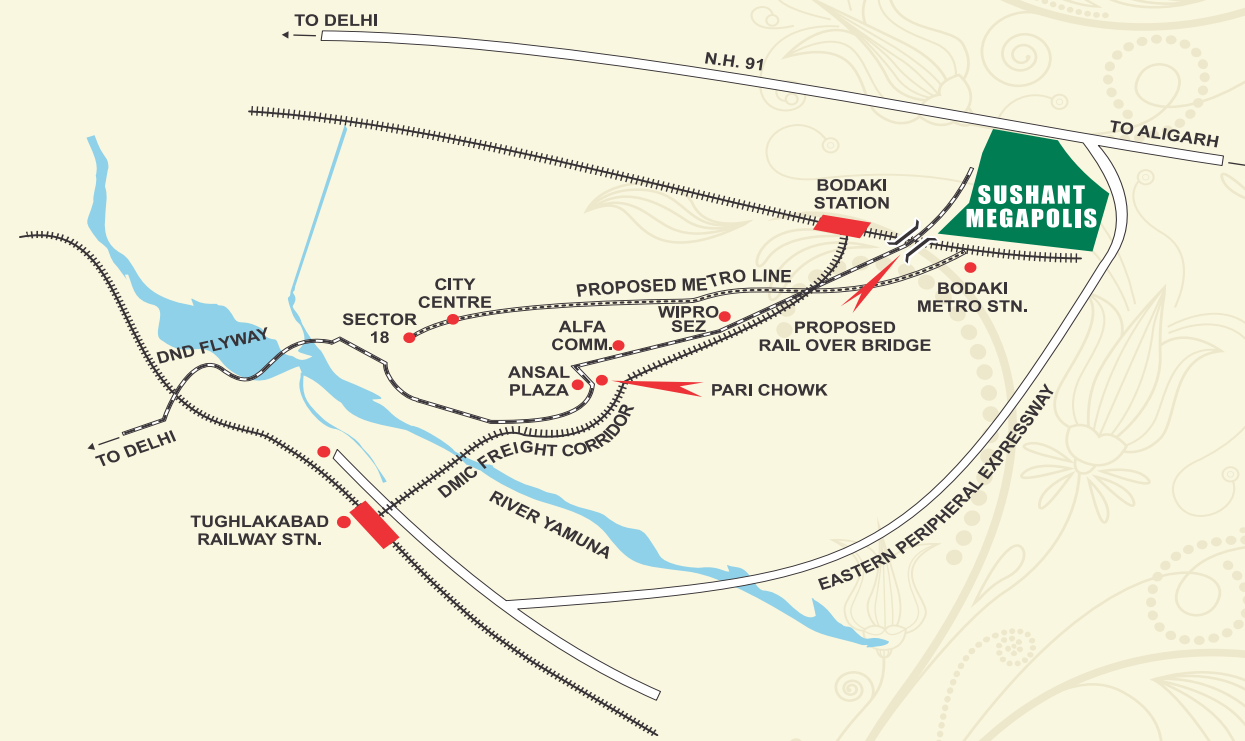 TO DELHI
N.H. 91
TO ALIGARH
BODAKI
STATION
SUSHANT
MEGAPOLIS
CITY
CENTRE
PROPOSED METRO LINE
BODAKI
METRO STN.
SECTOR
18
WIPRO
SEZ
ALFA
COMM.
PROPOSED
RAIL OVER BRIDGE
DND FLYWAY
ANSAL
PLAZA
PARI CHOWK
TO DELHI
DMIC FREIGHT CORRIDOR
RIVER YAMUNA
EASTERN PERIPHERAL EXPRESSWAY
TUGHLAKABAD
RAILWAY STN.